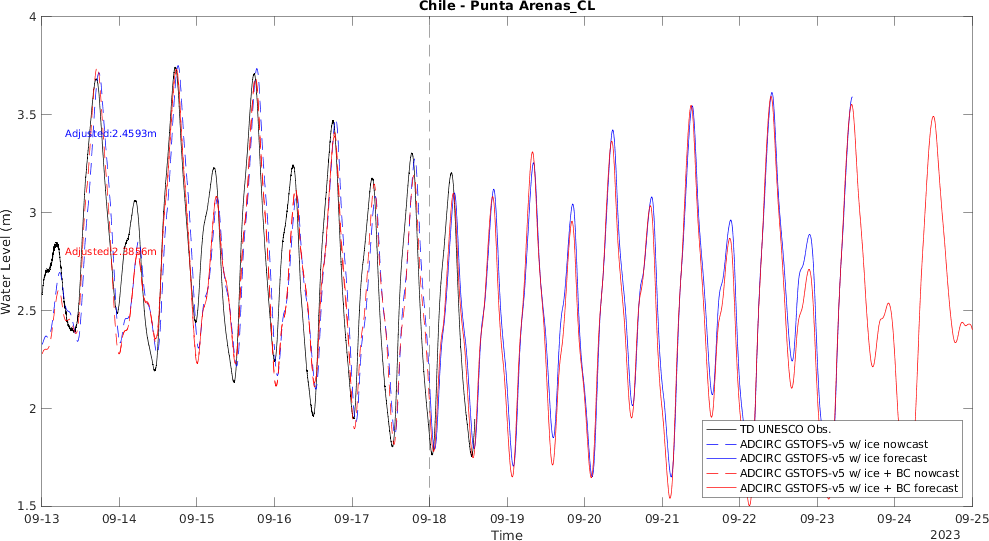 Chile - Punta Arenas_CL
4
3.5
3
2.5
2
1.5
Water Level (m)
Adjusted:2.4593m
Adjusted:2.3856m
TD UNESCO Obs.
ADCIRC GSTOFS-v5 w/ ice nowcast
ADCIRC GSTOFS-v5 w/ ice forecast
ADCIRC GSTOFS-v5 w/ ice + BC nowcast
ADCIRC GSTOFS-v5 w/ ice + BC forecast
09-13 09-14 09-15 09-16 09-17 09-18 09-19 09-20 09-21 09-22 09-23 09-24 09-25
Time
2023